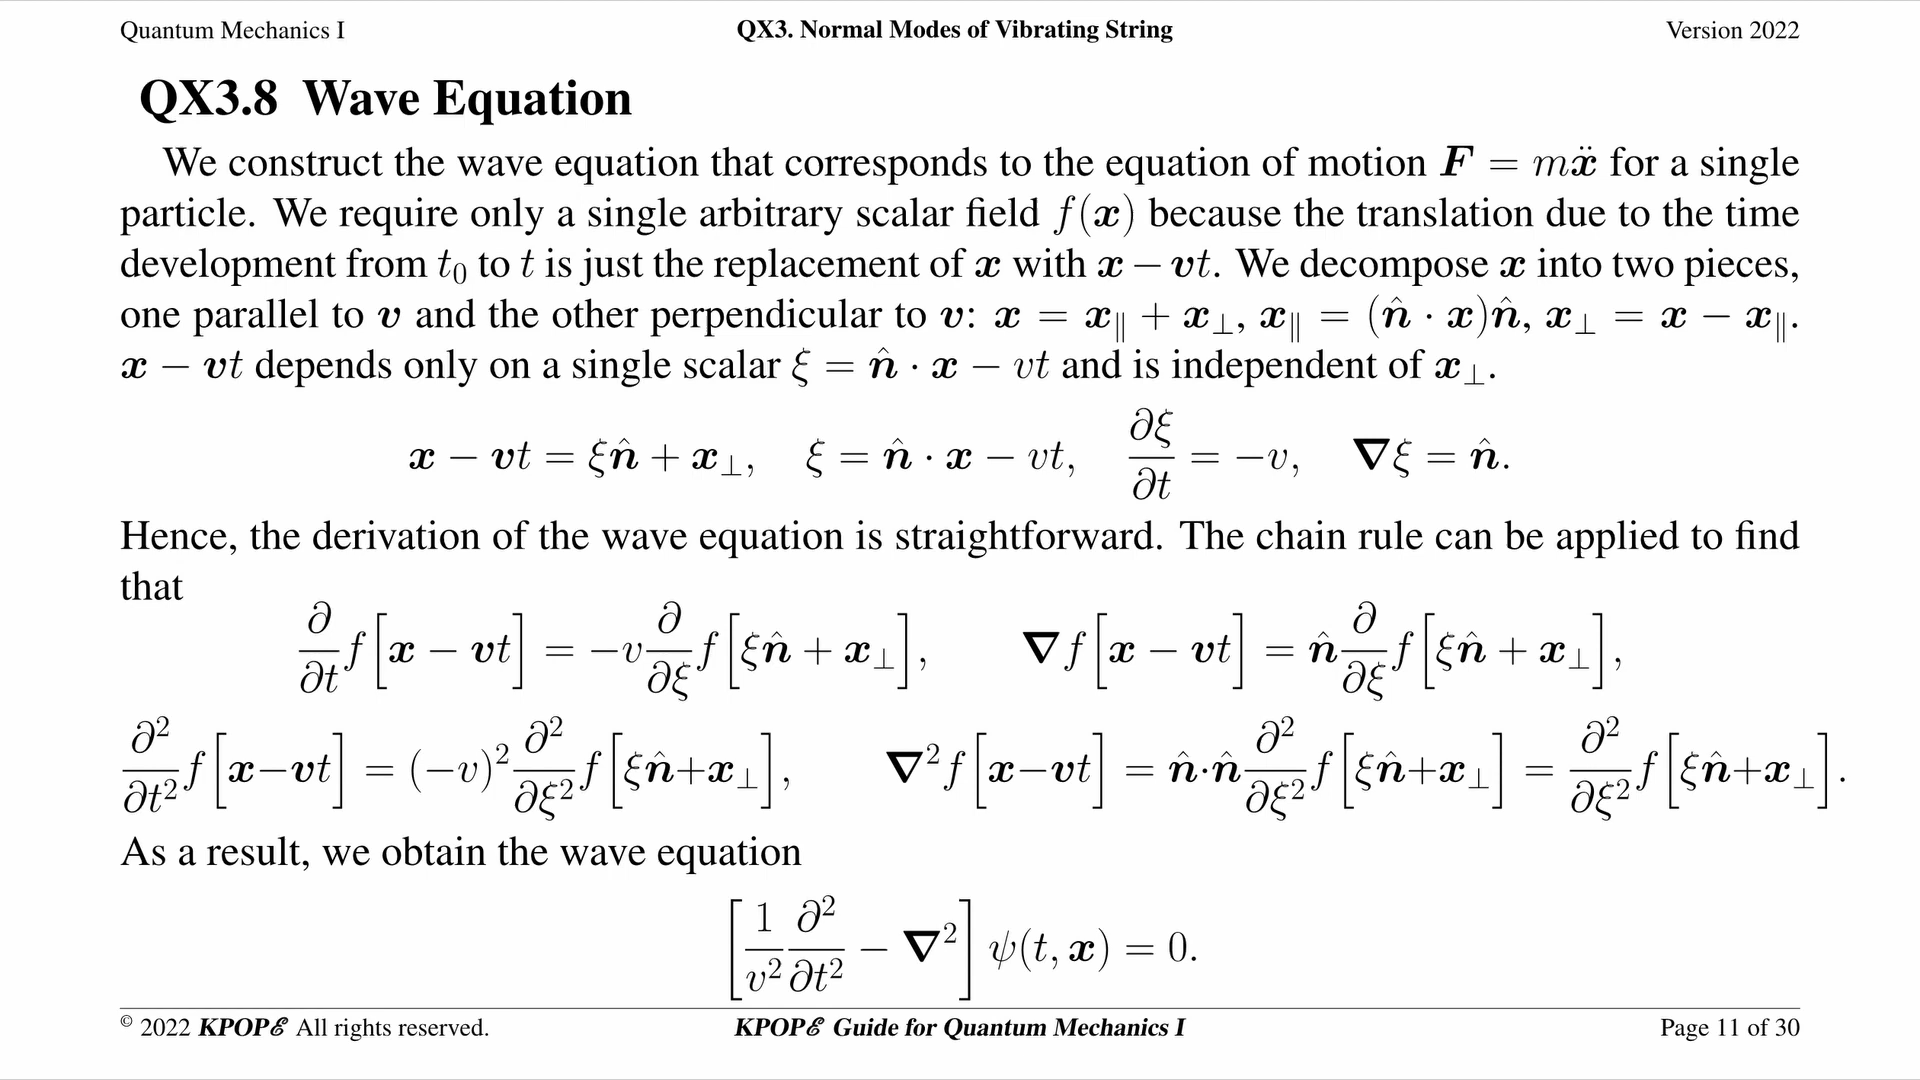 Quantum Mechanics I QX3. Normal Modes of Vibrating String Version 2022
QX3.8 Wave Equation
We construct the wave equation that corresponds to the equation of motion 𝑭 = mẍ for a single
particle. We require only a single arbitrary scalar field f(𝒙) because the translation due to the time
development from t₀ to t is just the replacement of 𝒙 with 𝒙 − 𝒗t. We decompose 𝒙 into two pieces,
one parallel to 𝒗 and the other perpendicular to 𝒗: 𝒙 = 𝒙∥ + 𝒙⊥, 𝒙∥ = (n̂ · 𝒙)n̂, 𝒙⊥ = 𝒙 − 𝒙∥.
𝒙 − 𝒗t depends only on a single scalar ξ = n̂ · 𝒙 − vt and is independent of 𝒙⊥.
𝒙 − 𝒗t = ξn̂ + 𝒙⊥, ξ = n̂ · 𝒙 − vt, ∂ξ/∂t = −v, ∇ξ = n̂.
Hence, the derivation of the wave equation is straightforward. The chain rule can be applied to find
that
∂/∂t f[𝒙 − 𝒗t] = −v ∂/∂ξ f[ξn̂ + 𝒙⊥], ∇f[𝒙 − 𝒗t] = n̂ ∂/∂ξ f[ξn̂ + 𝒙⊥],
∂²/∂t² f[𝒙−𝒗t] = (−v)² ∂²/∂ξ² f[ξn̂+𝒙⊥], ∇²f[𝒙−𝒗t] = n̂·n̂ ∂²/∂ξ² f[ξn̂+𝒙⊥] = ∂²/∂ξ² f[ξn̂+𝒙⊥].
As a result, we obtain the wave equation
[1/v² ∂²/∂t² − ∇²] ψ(t, 𝒙) = 0.
© 2022 KPOPℰ All rights reserved. KPOPℰ Guide for Quantum Mechanics I Page 11 of 30